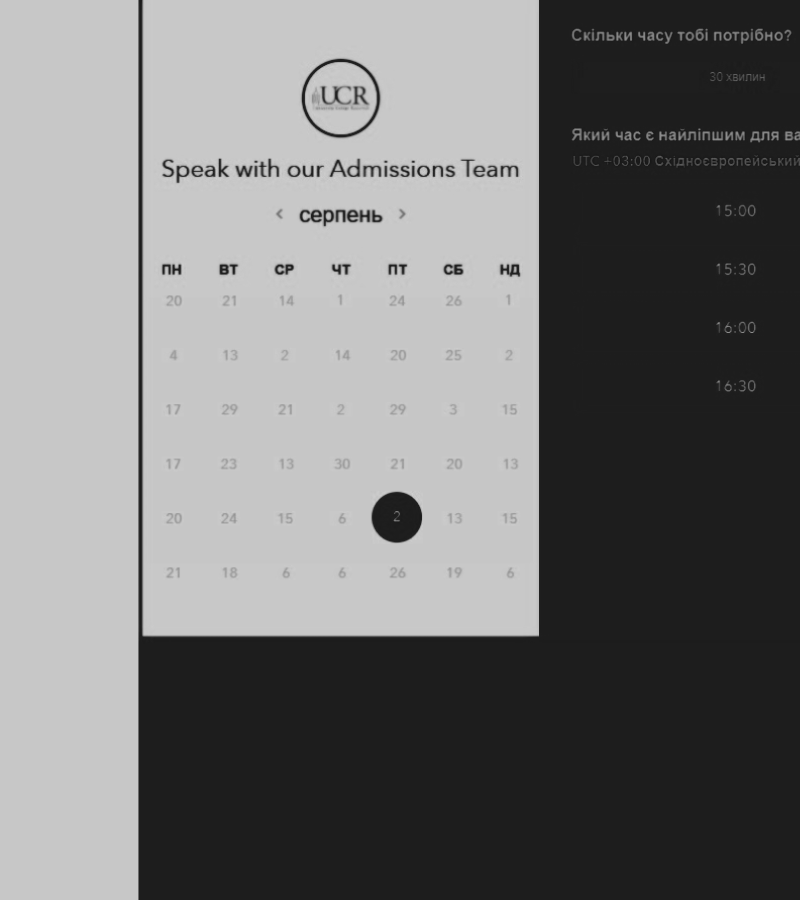 UCR
Speak with our Admissions Team
серпень
ПН ВТ СР ЧТ ПТ СБ НД
20 21 14 1 24 26 1
4 13 2 14 20 25 2
17 29 21 2 29 3 15
17 23 13 30 21 20 13
20 24 15 6 2 13 15
21 18 6 6 26 19 6
Скільки часу тобі потрібно?
30 хвилин
Який час є найліпшим для ва
UTC +03:00 Східноєвропейський
15:00
15:30
16:00
16:30